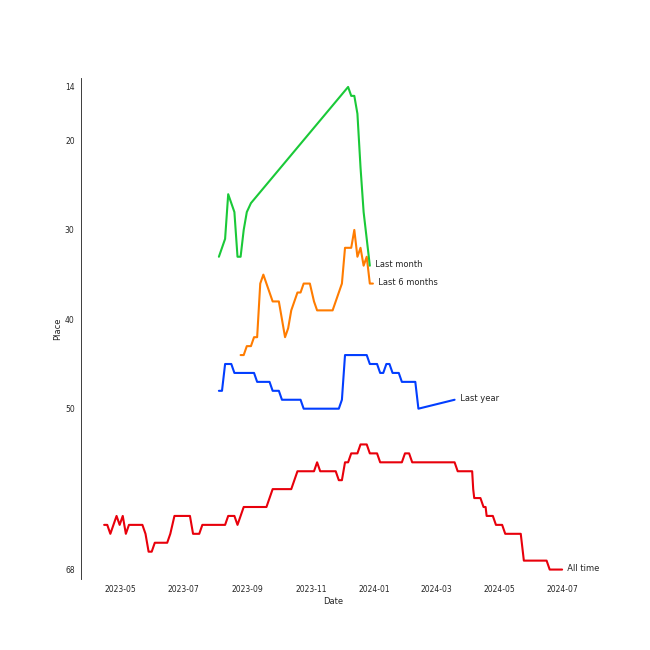 14
20
30
Last month
Last 6 months
40
Place
Last year
50
All time
68
2023-05 2023-07 2023-09 2023-11 2024-01 2024-03 2024-05 2024-07
Date